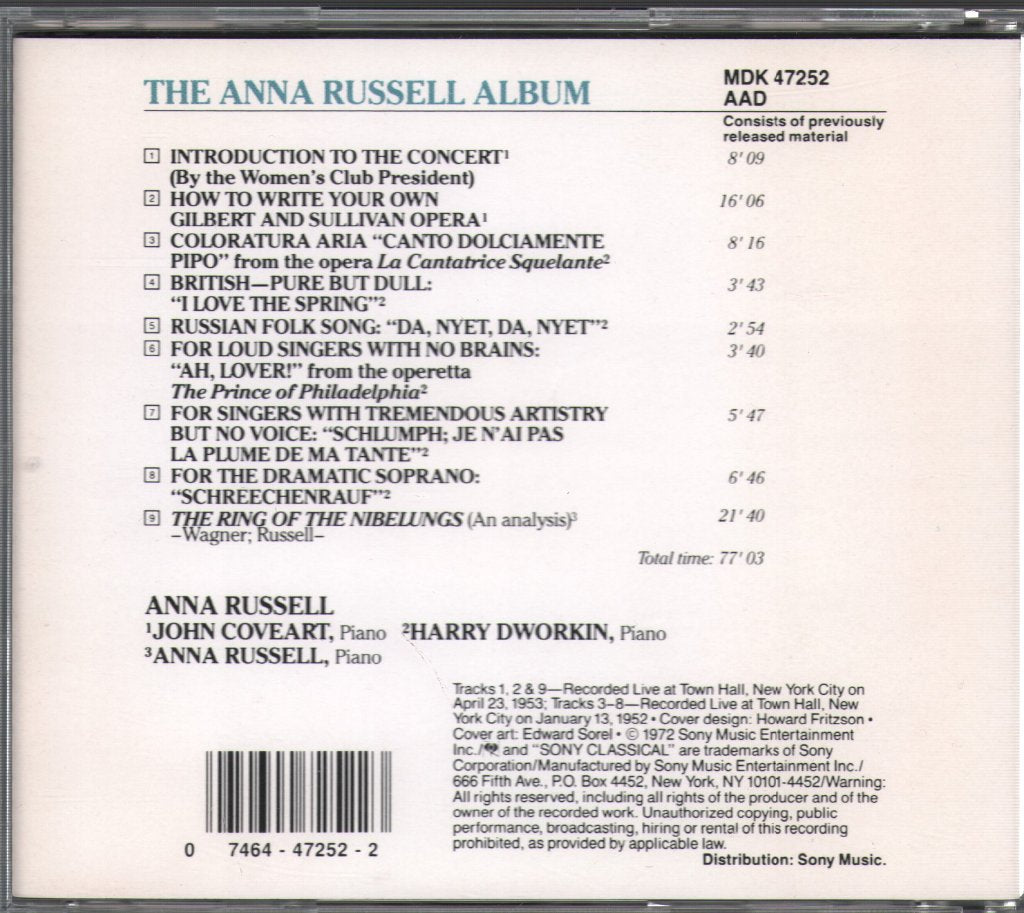 THE ANNA RUSSELL ALBUM
MDK 47252
AAD
Consists of previously
released material
1 INTRODUCTION TO THE CONCERT¹ 8' 09
(By the Women's Club President)
2 HOW TO WRITE YOUR OWN 16' 06
GILBERT AND SULLIVAN OPERA¹
3 COLORATURA ARIA “CANTO DOLCIAMENTE 8' 16
PIPO” from the opera La Cantatrice Squelante²
4 BRITISH—PURE BUT DULL: 3' 43
“I LOVE THE SPRING”²
5 RUSSIAN FOLK SONG: “DA, NYET, DA, NYET”² 2' 54
6 FOR LOUD SINGERS WITH NO BRAINS: 3' 40
“AH, LOVER!” from the operetta
The Prince of Philadelphia²
7 FOR SINGERS WITH TREMENDOUS ARTISTRY 5' 47
BUT NO VOICE: “SCHLUMPH; JE N'AI PAS
LA PLUME DE MA TANTE”²
8 FOR THE DRAMATIC SOPRANO: 6' 46
“SCHREECHENRAUF”²
9 THE RING OF THE NIBELUNGS (An analysis)³ 21' 40
–Wagner; Russell–
Total time: 77' 03
ANNA RUSSELL
¹JOHN COVEART, Piano ²HARRY DWORKIN, Piano
³ANNA RUSSELL, Piano
Tracks 1, 2 & 9—Recorded Live at Town Hall, New York City on
April 23, 1953; Tracks 3–8—Recorded Live at Town Hall, New
York City on January 13, 1952 • Cover design: Howard Fritzson •
Cover art: Edward Sorel • © 1972 Sony Music Entertainment
Inc./ and “SONY CLASSICAL” are trademarks of Sony
Corporation/Manufactured by Sony Music Entertainment Inc./
666 Fifth Ave., P.O. Box 4452, New York, NY 10101-4452/Warning:
All rights reserved, including all rights of the producer and of the
owner of the recorded work. Unauthorized copying, public
performance, broadcasting, hiring or rental of this recording
prohibited, as provided by applicable law.
Distribution: Sony Music.
0 7464 - 47252 - 2